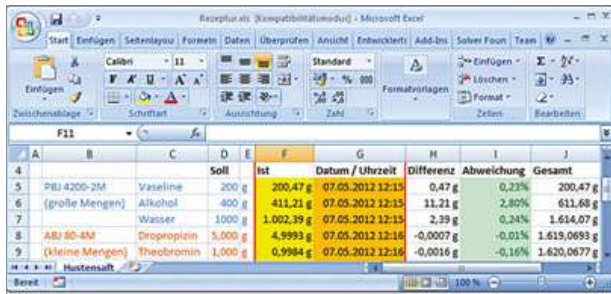 Rezeptur.xls [Kompatibilitätsmodus] - Microsoft Excel
Start Einfügen Seitenlayou Formeln Daten Überprüfen Ansicht Entwicklerti Add-Ins Solver Foun Team
Calibri 11 Standard Einfügen
Einfügen F K U A A % 000 Formatvorlagen Löschen
Format
Zwischenablage Schriftart Ausrichtung Zahl Zellen Bearbeiten
F11 fx
A B C D E F G H I J
4 Soll Ist Datum / Uhrzeit Differenz Abweichung Gesamt
5 PBJ 4200-2M Vaseline 200 g 200,47 g 07.05.2012 12:15 0,47 g 0,23% 200,47 g
6 (große Mengen) Alkohol 400 g 411,21 g 07.05.2012 12:15 11,21 g 2,80% 611,68 g
7 Wasser 1000 g 1.002,39 g 07.05.2012 12:15 2,39 g 0,24% 1.614,07 g
8 ABJ 80-4M Dropropizin 5,000 g 4,9993 g 07.05.2012 12:16 -0,0007 g -0,01% 1.619,0693 g
9 (kleine Mengen) Theobromin 1,000 g 0,9984 g 07.05.2012 12:16 -0,0016 g -0,16% 1.620,0677 g
Hustensaft
Bereit 100 %